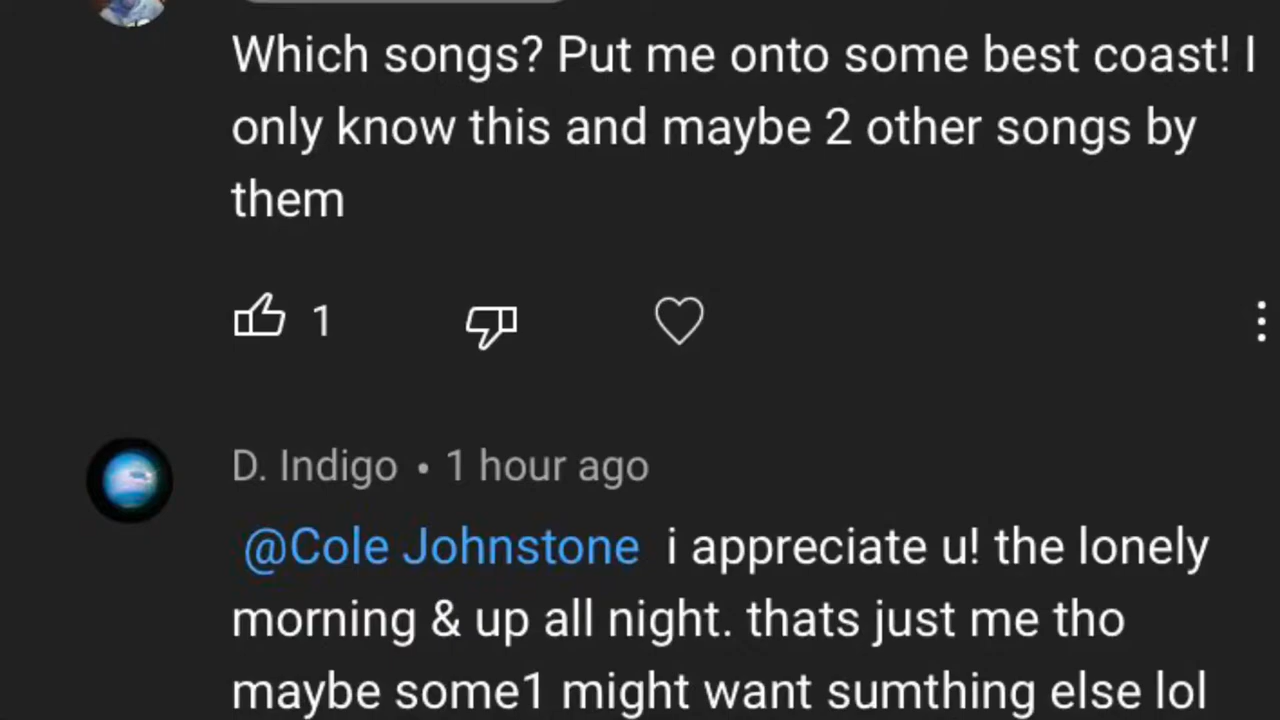 Which songs? Put me onto some best coast! I
only know this and maybe 2 other songs by
them
1
D. Indigo • 1 hour ago
@Cole Johnstone i appreciate u! the lonely
morning & up all night. thats just me tho
maybe some1 might want sumthing else lol